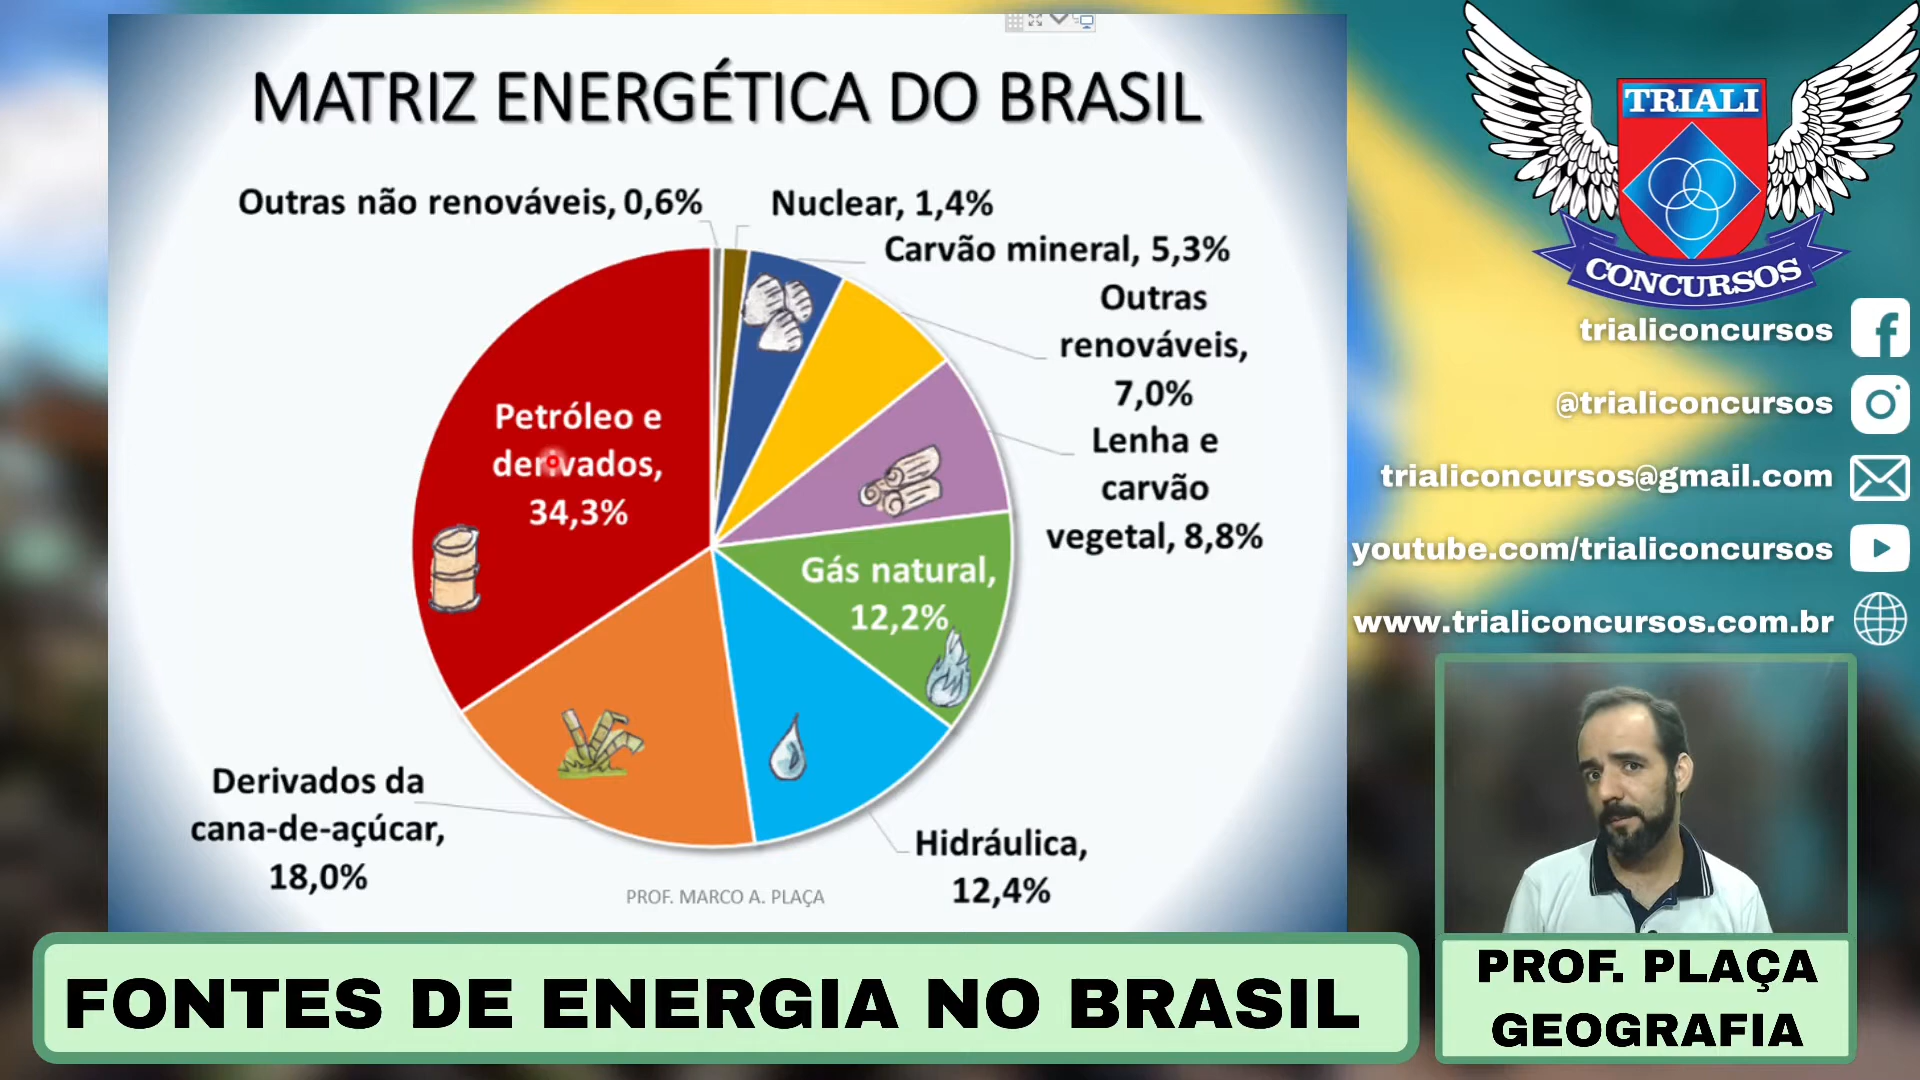 MATRIZ ENERGÉTICA DO BRASIL
Outras não renováveis, 0,6%
Nuclear, 1,4%
Carvão mineral, 5,3%
Outras
renováveis,
7,0%
Lenha e
carvão
vegetal, 8,8%
Petróleo e
derivados,
34,3%
Gás natural,
12,2%
Derivados da
cana-de-açúcar,
18,0%
Hidráulica,
12,4%
PROF. MARCO A. PLAÇA
FONTES DE ENERGIA NO BRASIL
TRIALI
CONCURSOS
trialiconcursos
@trialiconcursos
trialiconcursos@gmail.com
youtube.com/trialiconcursos
www.trialiconcursos.com.br
PROF. PLAÇA
GEOGRAFIA